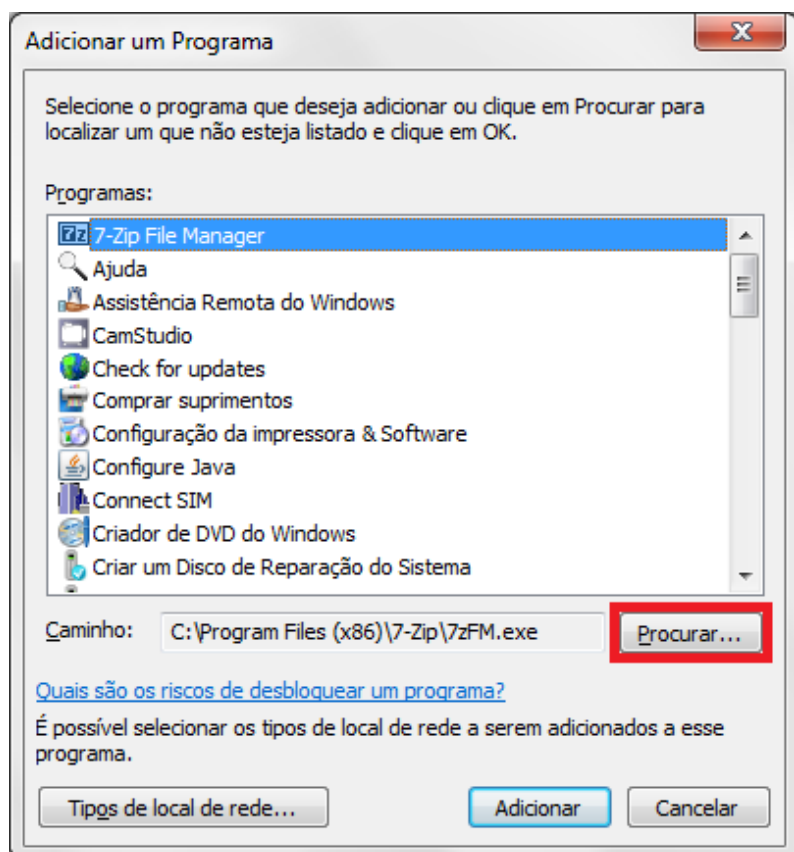 Adicionar um Programa
Selecione o programa que deseja adicionar ou clique em Procurar para
localizar um que não esteja listado e clique em OK.
Programas:
7-Zip File Manager
Ajuda
Assistência Remota do Windows
CamStudio
Check for updates
Comprar suprimentos
Configuração da impressora & Software
Configure Java
Connect SIM
Criador de DVD do Windows
Criar um Disco de Reparação do Sistema
Caminho: C:\Program Files (x86)\7-Zip\7zFM.exe Procurar...
Quais são os riscos de desbloquear um programa?
É possível selecionar os tipos de local de rede a serem adicionados a esse
programa.
Tipos de local de rede... Adicionar Cancelar